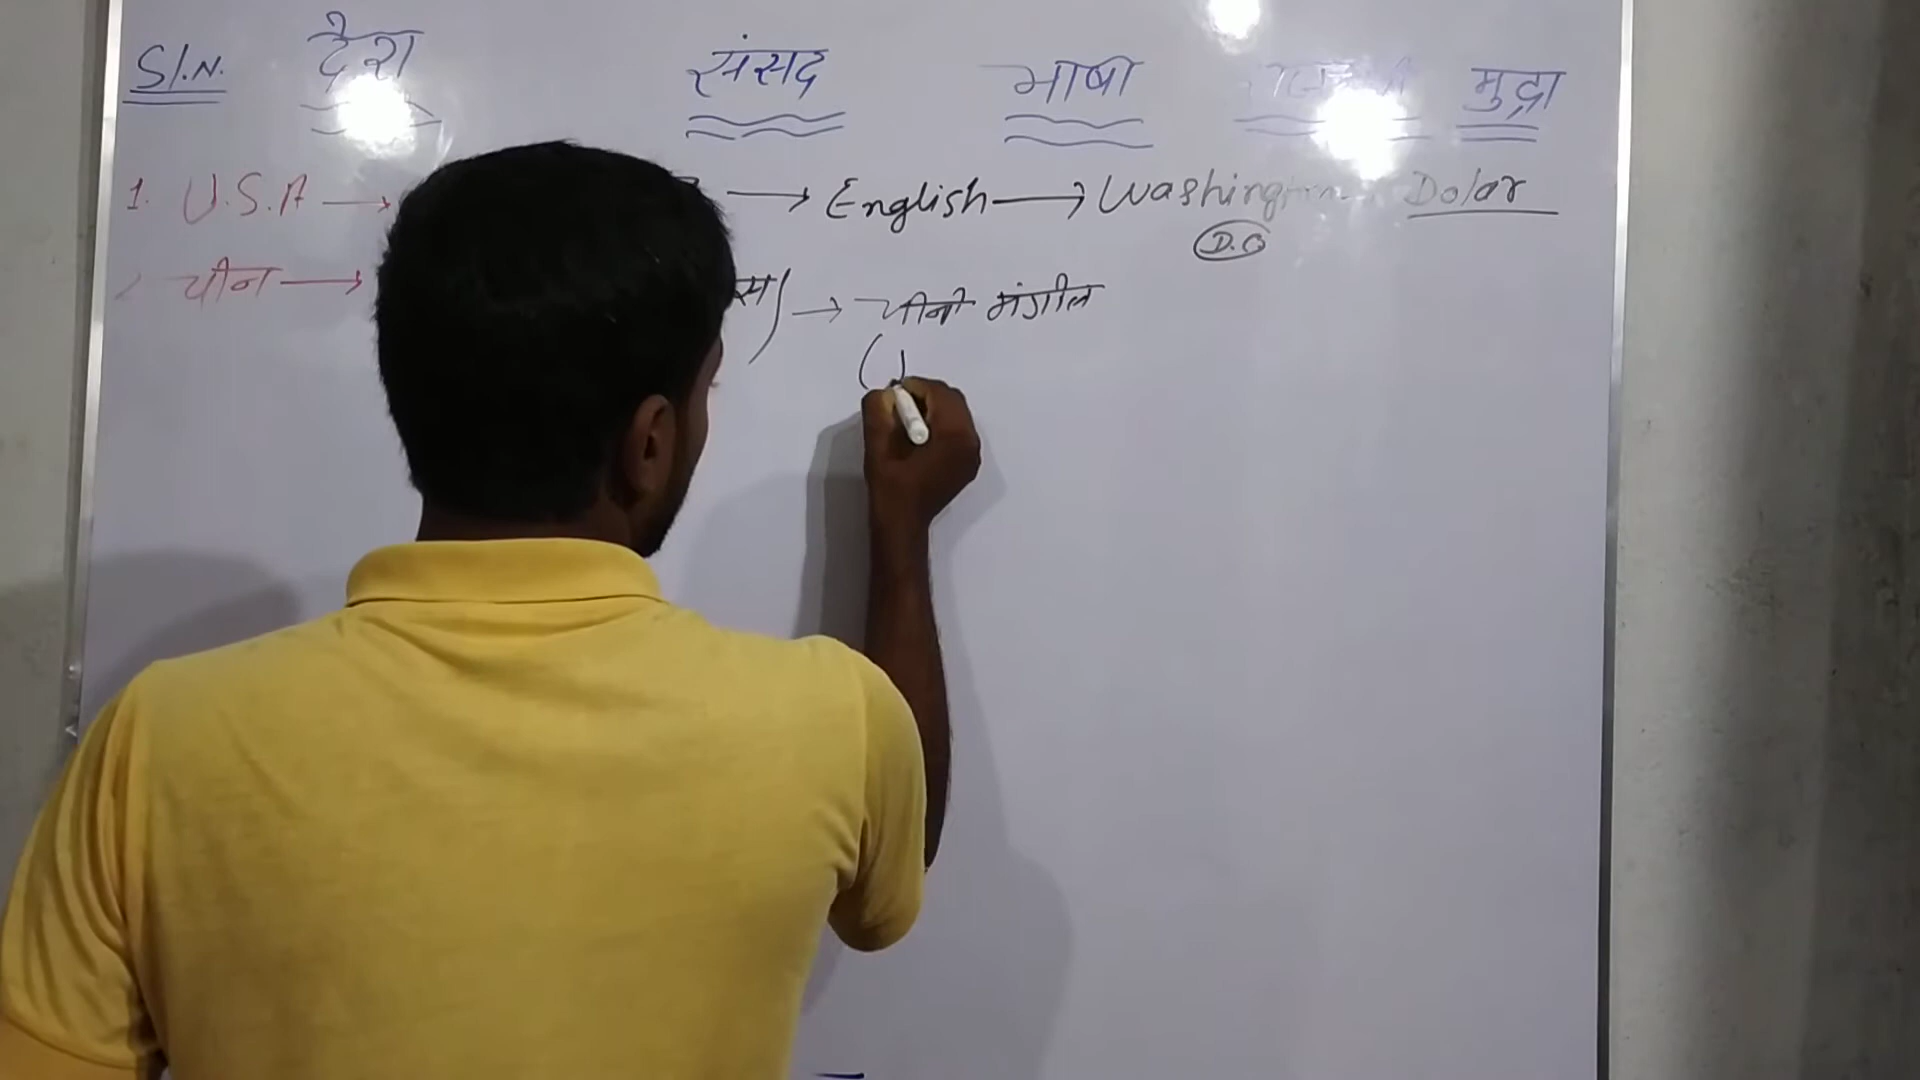 S/.N. देश संसद भाषा मुद्रा
1. U.S.A → → English → Washington Dolar
D.C
चीन → स) → चीनी मंगोल
(